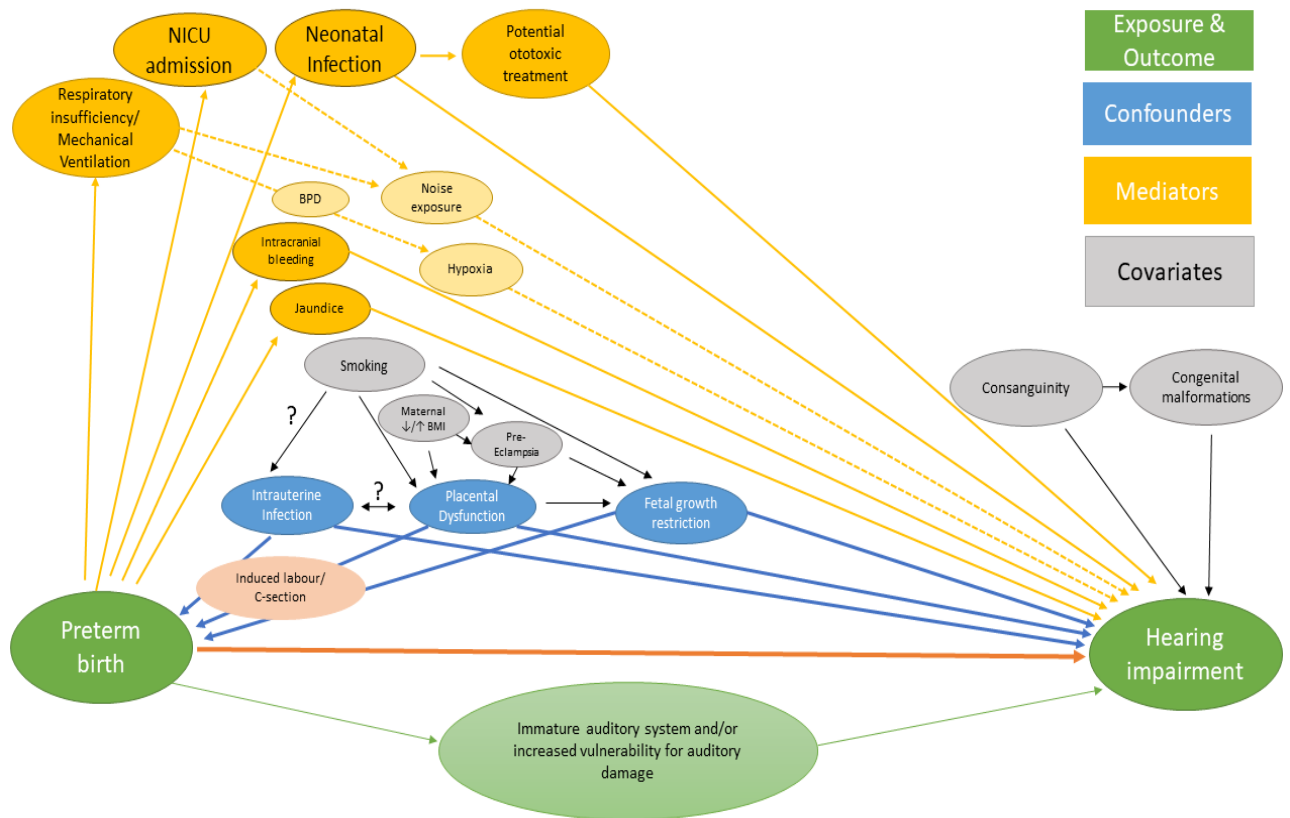 NICU
admission
Neonatal
Infection
Potential
ototoxic
treatment
Exposure &
Outcome
Respiratory
insufficiency/
Mechanical
Ventilation
Confounders
BPD
Noise
exposure
Mediators
Intracranial
bleeding
Hypoxia
Covariates
Jaundice
Smoking
Consanguinity
Congenital
malformations
?
Maternal
↓/↑ BMI
Pre-
Eclampsia
Intrauterine
Infection
?
Placental
Dysfunction
Fetal growth
restriction
Induced labour/
C-section
Preterm
birth
Hearing
impairment
Immature auditory system and/or
increased vulnerability for auditory
damage